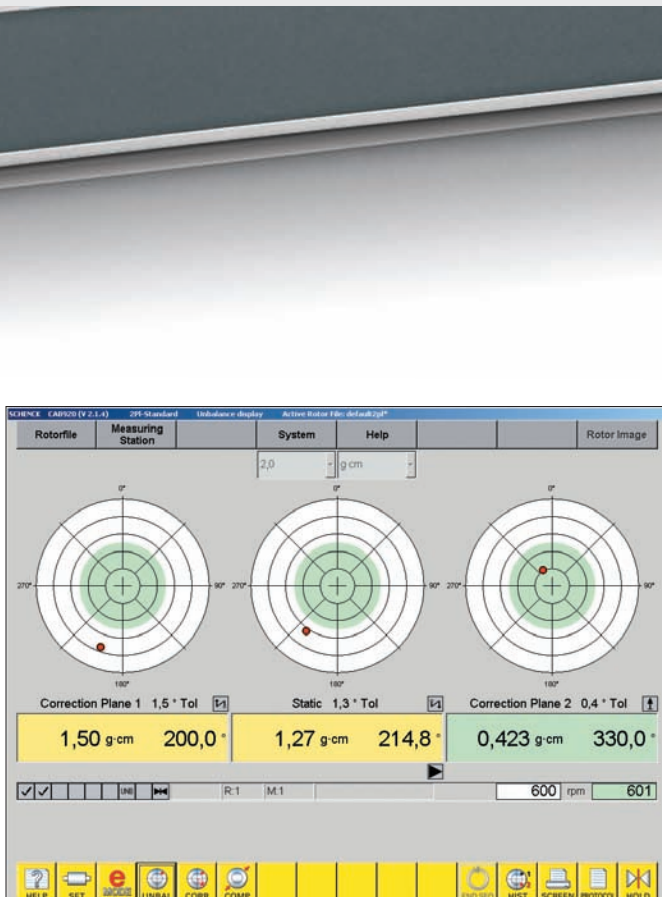 SCHENCK CAB920 (V 2.1.4) 2Pl-Standard Unbalance display Active Rotor File: default2pl*
Rotorfile Measuring Station System Help Rotor Image
2,0 g·cm
0° 0° 0°
270° 90° 270° 90° 270° 90°
180° 180° 180°
Correction Plane 1 1,5 * Tol Static 1,3 * Tol Correction Plane 2 0,4 * Tol
1,50 g·cm 200,0 ° 1,27 g·cm 214,8 ° 0,423 g·cm 330,0 °
UNB R:1 M:1 600 rpm 601
HELP SET e MODE UNBAL CORR COMP END SEQ HIST SCREEN PROTOCOL HOLD